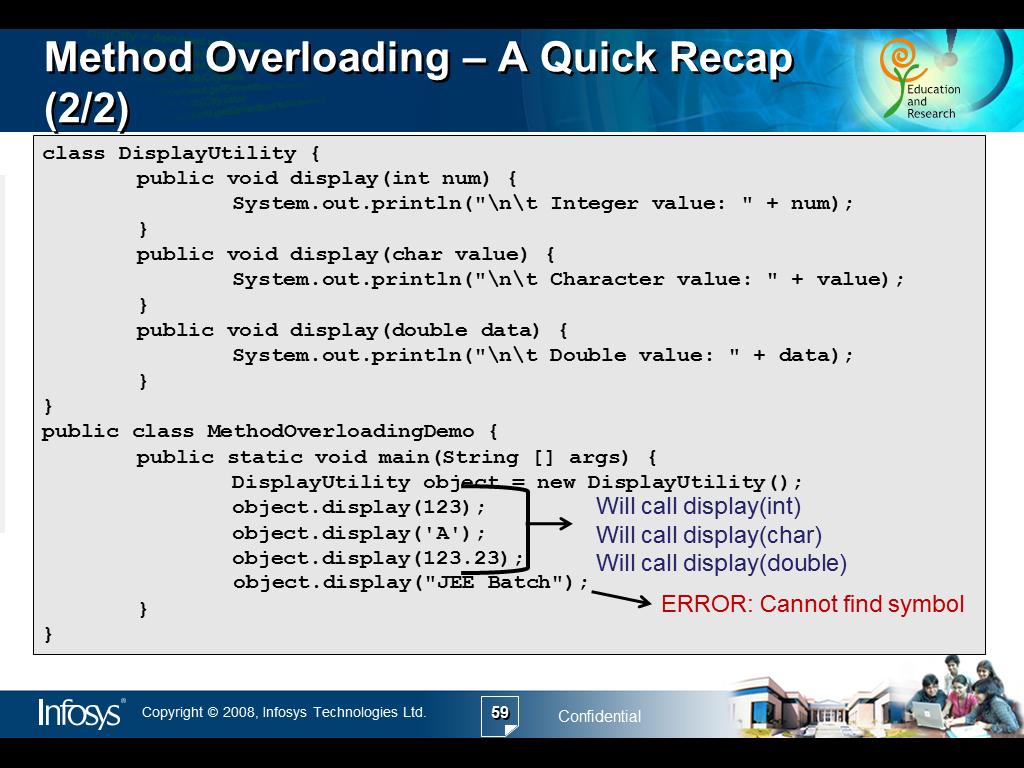 Method Overloading – A Quick Recap
(2/2)
Education
and
Research
class DisplayUtility {
public void display(int num) {
System.out.println("\n\t Integer value: " + num);
}
public void display(char value) {
System.out.println("\n\t Character value: " + value);
}
public void display(double data) {
System.out.println("\n\t Double value: " + data);
}
}
public class MethodOverloadingDemo {
public static void main(String [] args) {
DisplayUtility object = new DisplayUtility();
object.display(123);
Will call display(int)
object.display('A');
Will call display(char)
object.display(123.23);
Will call display(double)
object.display("JEE Batch");
ERROR: Cannot find symbol
}
}
Infosys®
Copyright © 2008, Infosys Technologies Ltd.
59
Confidential